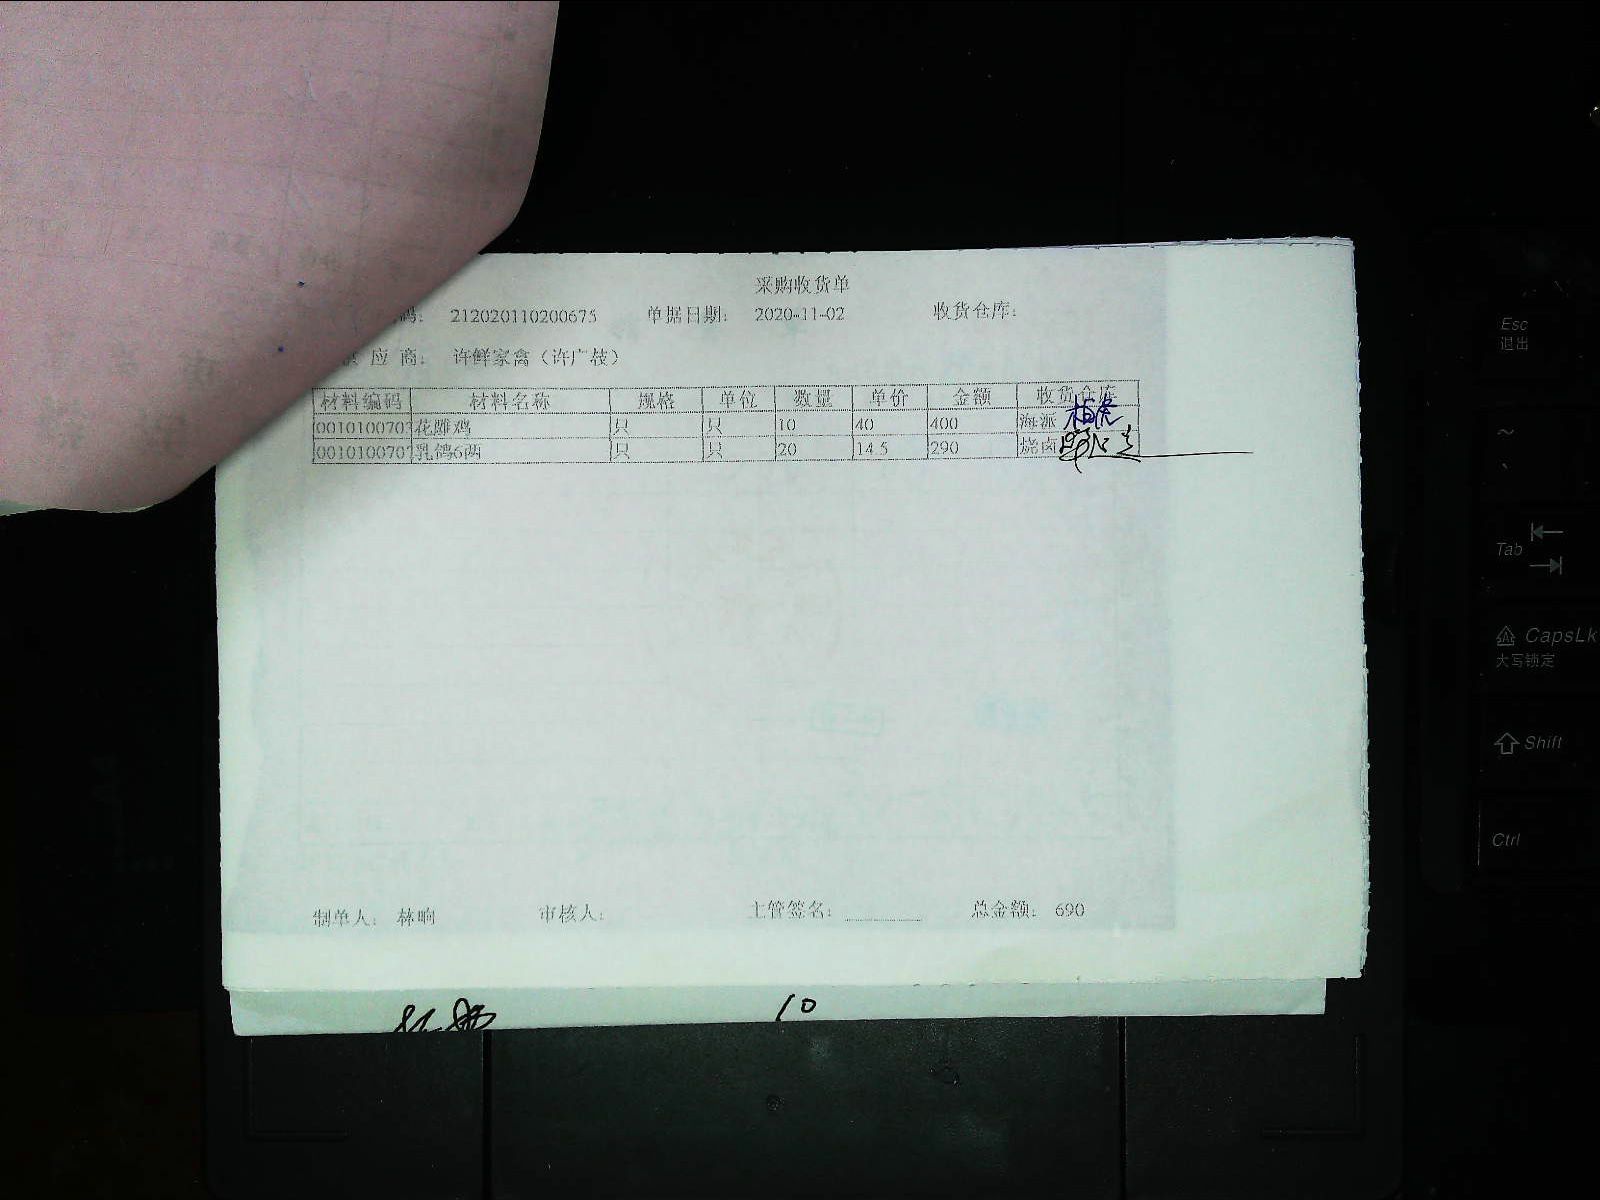 采购收货单
码: 212020110200675 单据日期: 2020-11-02 收货仓库:
应 商: 许鲜家禽(许广枝)
材料编码 材料名称 规格 单位 数量 单价 金额 收货仓库
0010100703 花雕鸡 只 只 10 40 400 海派
0010100707 乳鸽6两 只 只 20 14.5 290 烧卤
制单人: 林响 审核人: 主管签名: 总金额: 690
10
Esc
退出
~
、
Tab
CapsLk
大写锁定
Shift
Ctrl